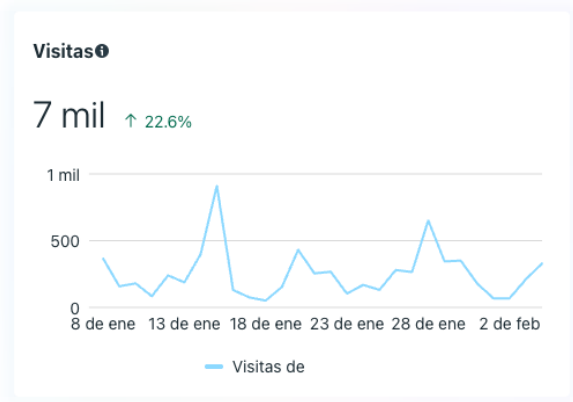 Visitas
7 mil ↑ 22.6%
1 mil
500
0
8 de ene 13 de ene 18 de ene 23 de ene 28 de ene 2 de feb
Visitas de